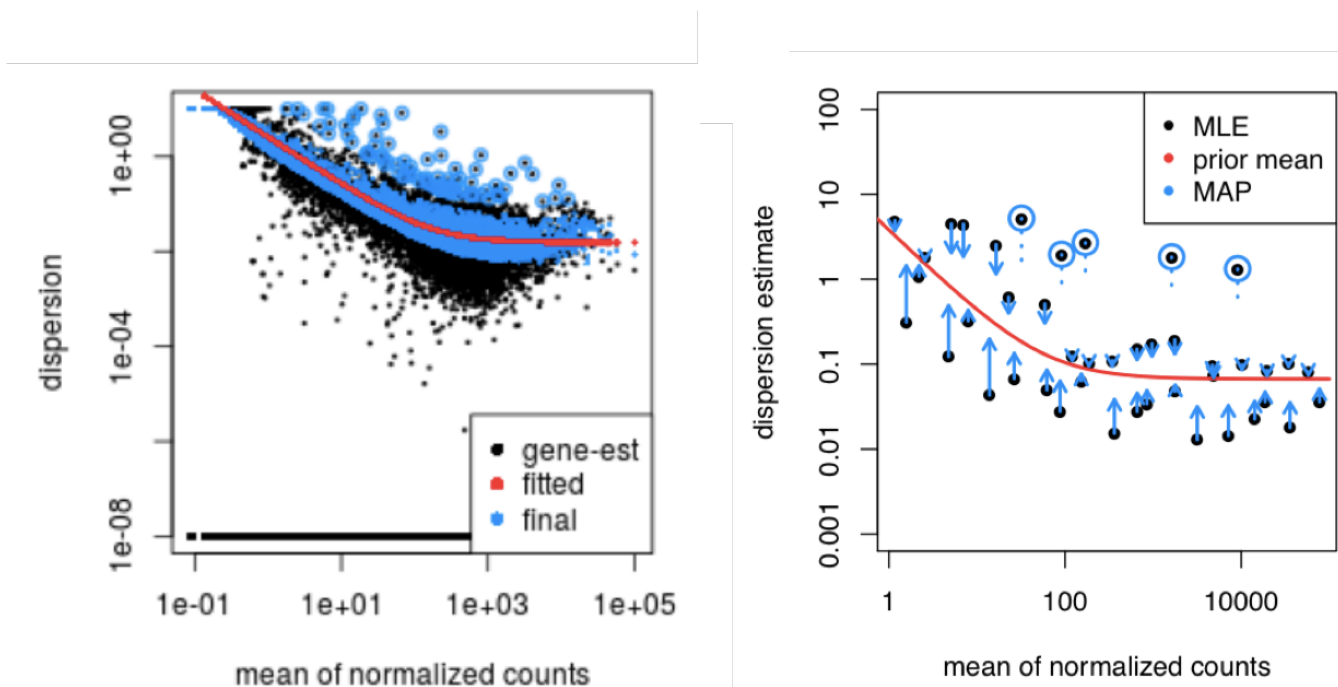 dispersion
1e+00
1e-04
1e-08
gene-est
fitted
final
1e-01
1e+01
1e+03
1e+05
mean of normalized counts
dispersion estimate
100
10
1
0.1
0.01
0.001
MLE
prior mean
MAP
1
100
10000
mean of normalized counts